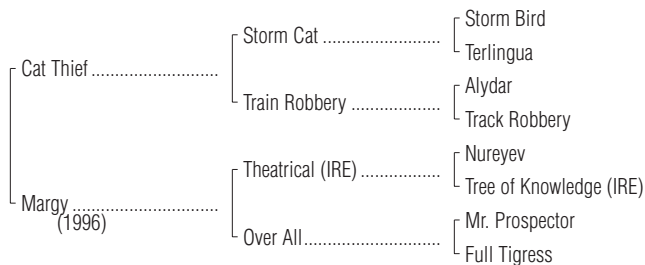 Storm Bird
Storm Cat ........................
Terlingua
Cat Thief ...........................
Alydar
Train Robbery ...................
Track Robbery
Nureyev
Theatrical (IRE) .................
Tree of Knowledge (IRE)
Margy ...............................
(1996)
Mr. Prospector
Over All.............................
Full Tigress